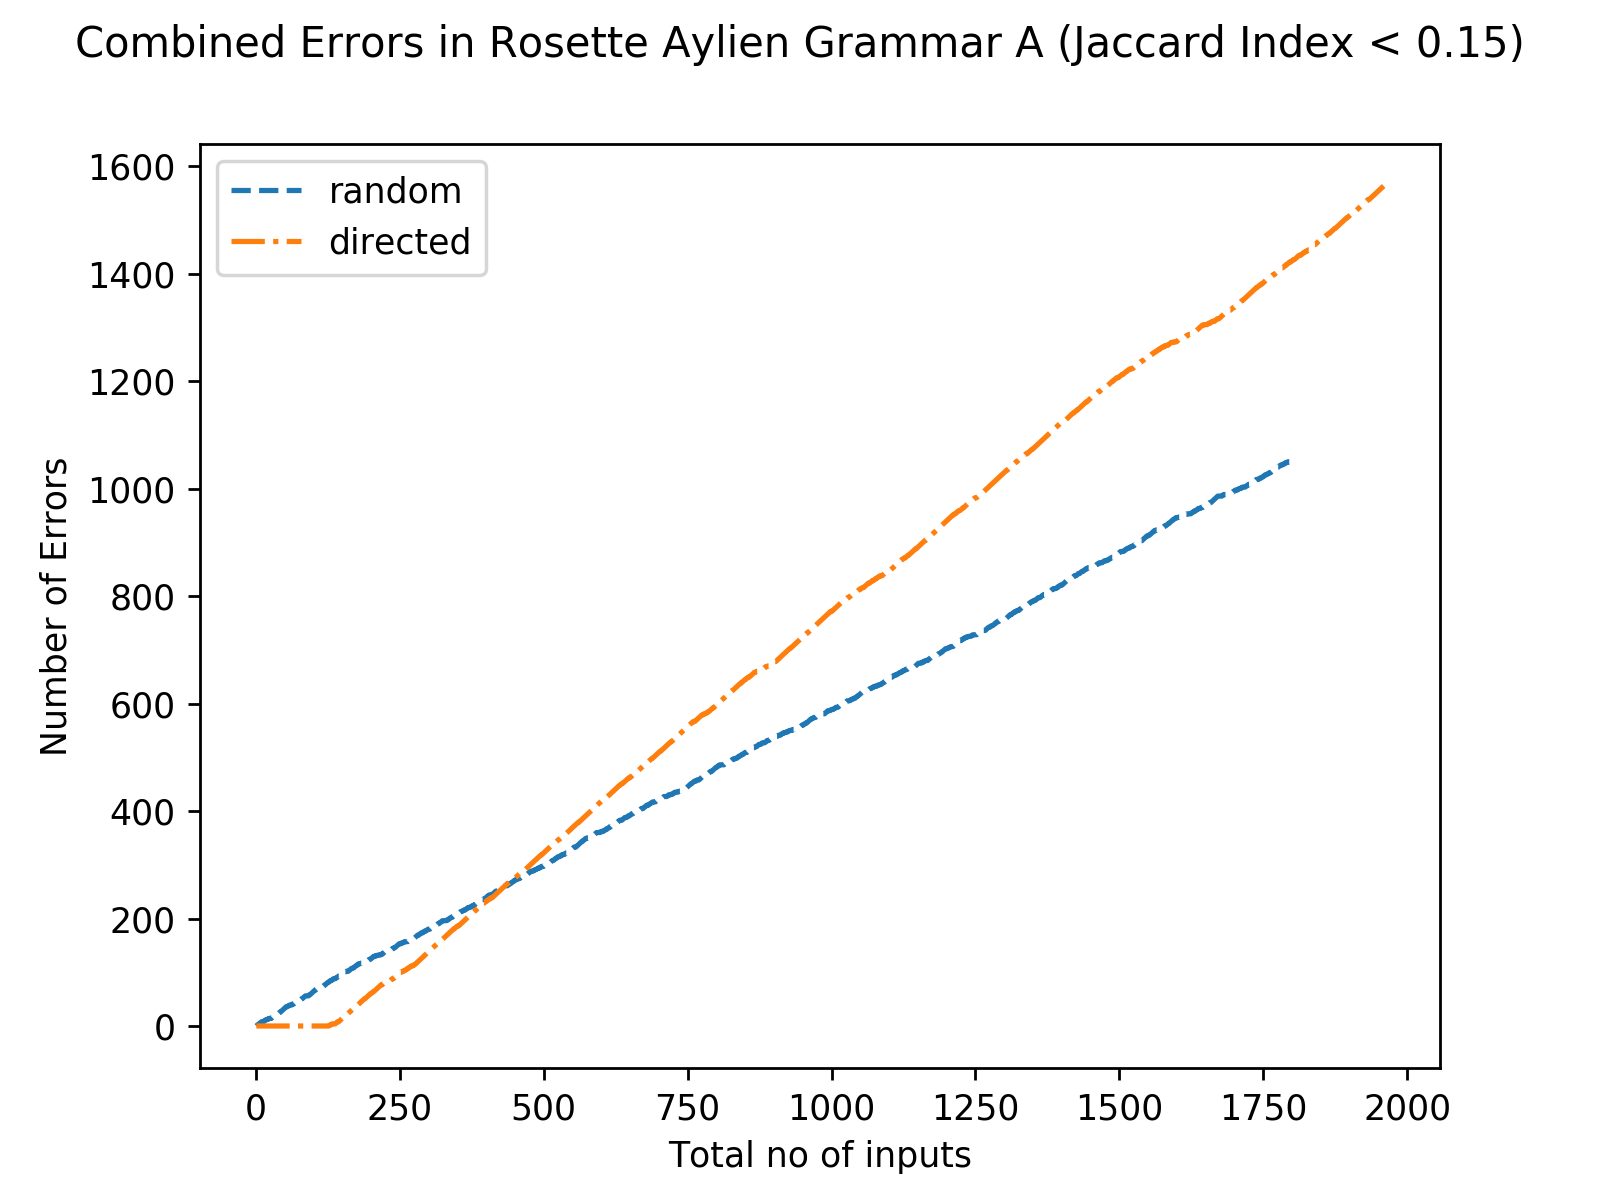 Combined Errors in Rosette Aylien Grammar A (Jaccard Index < 0.15)
random
directed
1600
1400
1200
1000
800
600
400
200
0
Number of Errors
0 250 500 750 1000 1250 1500 1750 2000
Total no of inputs